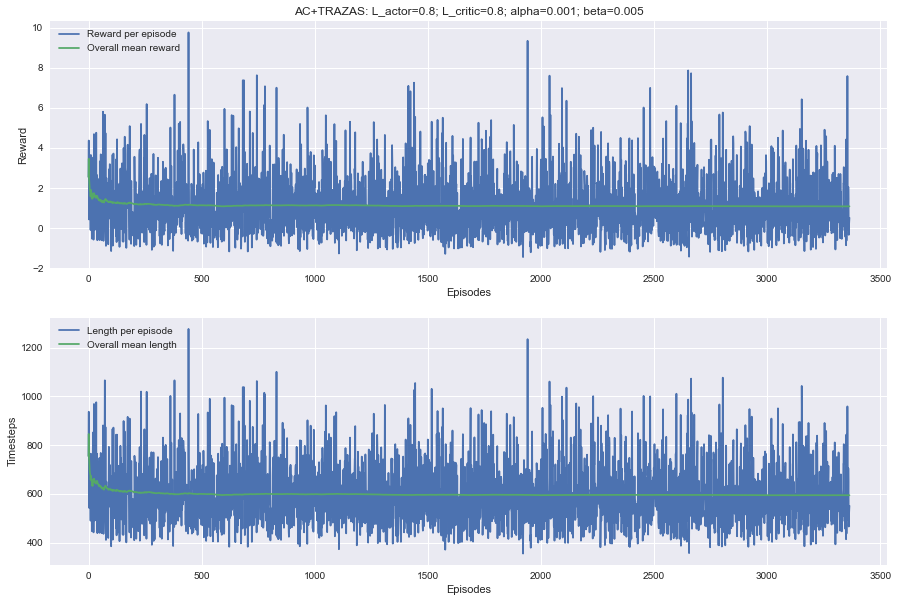 AC+TRAZAS: L_actor=0.8; L_critic=0.8; alpha=0.001; beta=0.005
10
8
6
4
2
0
−2
Reward
Reward per episode
Overall mean reward
0 500 1000 1500 2000 2500 3000 3500
Episodes
1200
1000
800
600
400
Timesteps
Length per episode
Overall mean length
0 500 1000 1500 2000 2500 3000 3500
Episodes